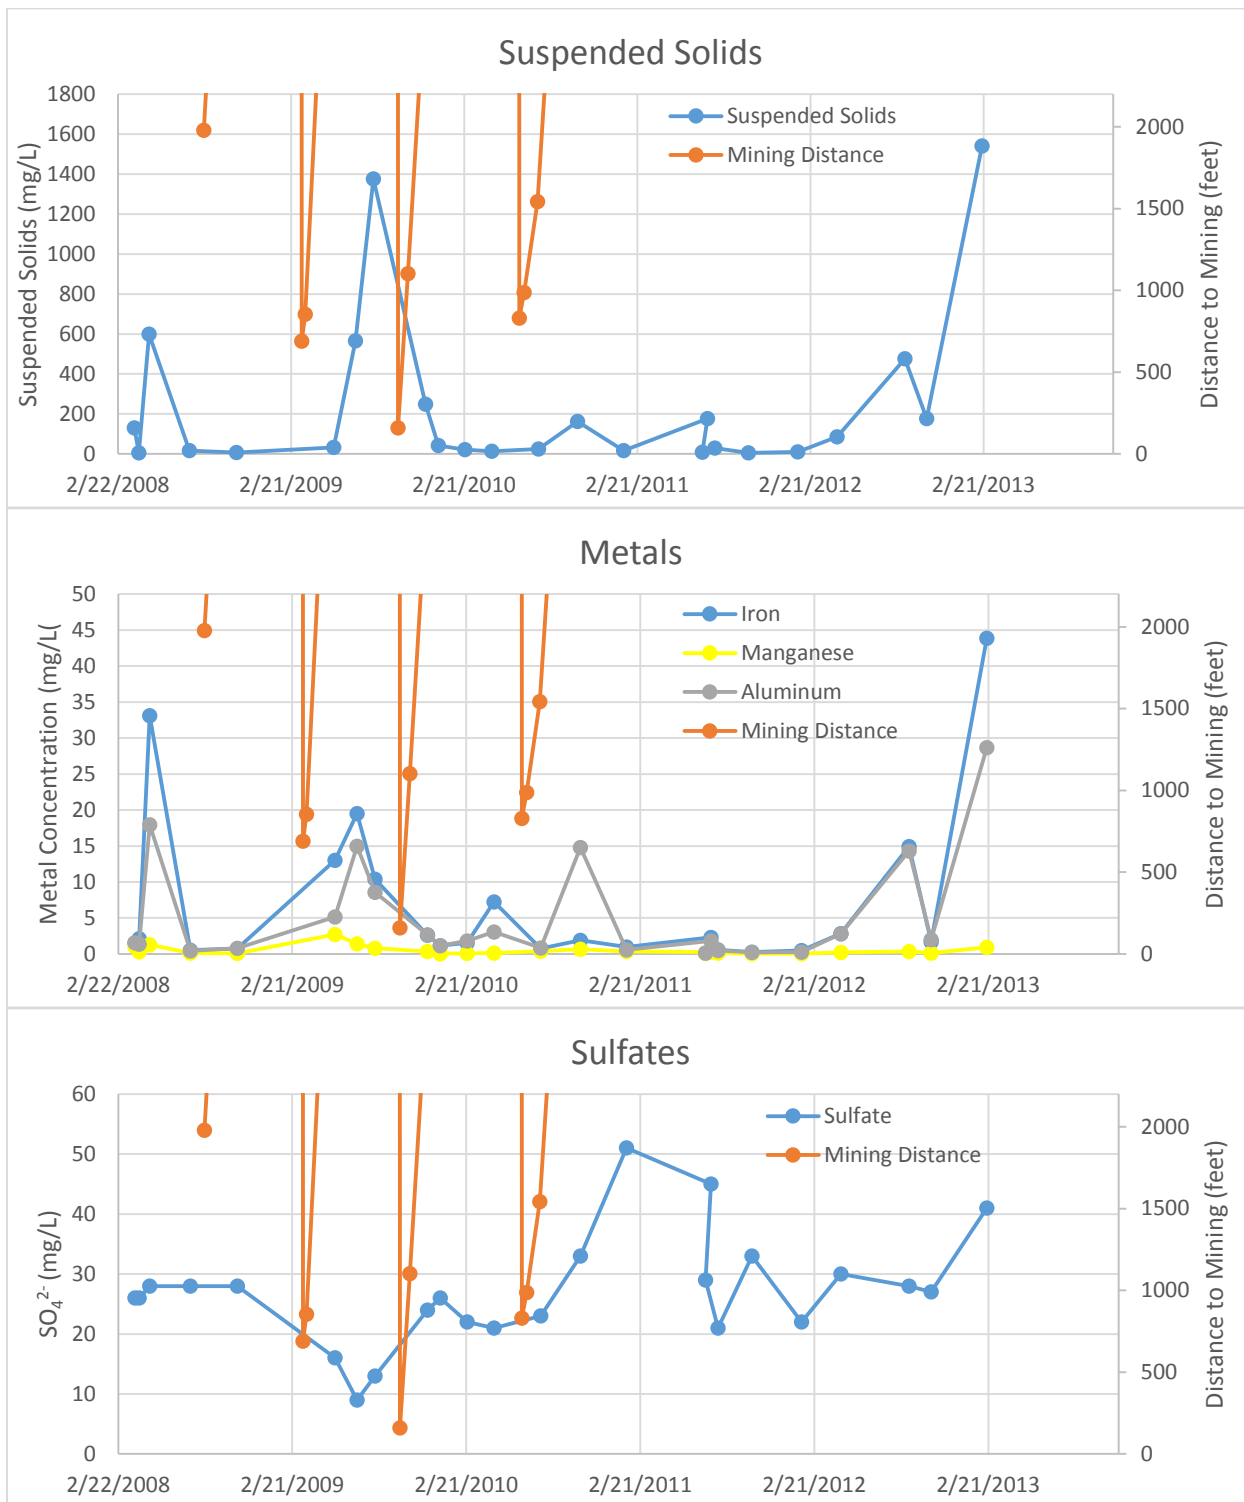 Suspended Solids
1800
1600
1400
1200
1000
800
600
400
200
0
Suspended Solids (mg/L)
Suspended Solids
Mining Distance
2000
1500
1000
500
0
Distance to Mining (feet)
2/22/2008 2/21/2009 2/21/2010 2/21/2011 2/21/2012 2/21/2013
Metals
50
45
40
35
30
25
20
15
10
5
0
Metal Concentration (mg/L(
Iron
Manganese
Aluminum
Mining Distance
2000
1500
1000
500
0
Distance to Mining (feet)
2/22/2008 2/21/2009 2/21/2010 2/21/2011 2/21/2012 2/21/2013
Sulfates
60
50
40
30
20
10
0
SO₄²⁻ (mg/L)
Sulfate
Mining Distance
2000
1500
1000
500
0
Distance to Mining (feet)
2/22/2008 2/21/2009 2/21/2010 2/21/2011 2/21/2012 2/21/2013